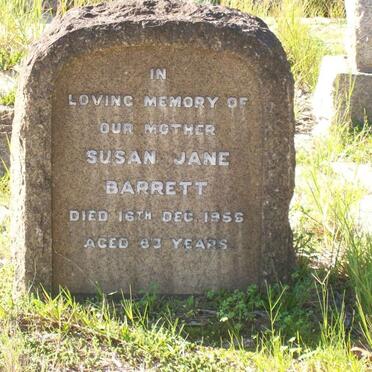 IN
LOVING MEMORY OF
OUR MOTHER
SUSAN JANE
BARRETT
DIED 16TH DEC. 1956
AGED 83 YEARS